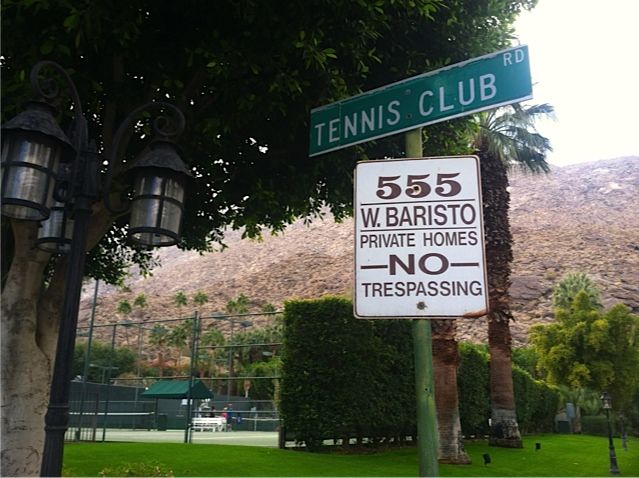 TENNIS CLUB RD
555
W. BARISTO
PRIVATE HOMES
NO
TRESPASSING